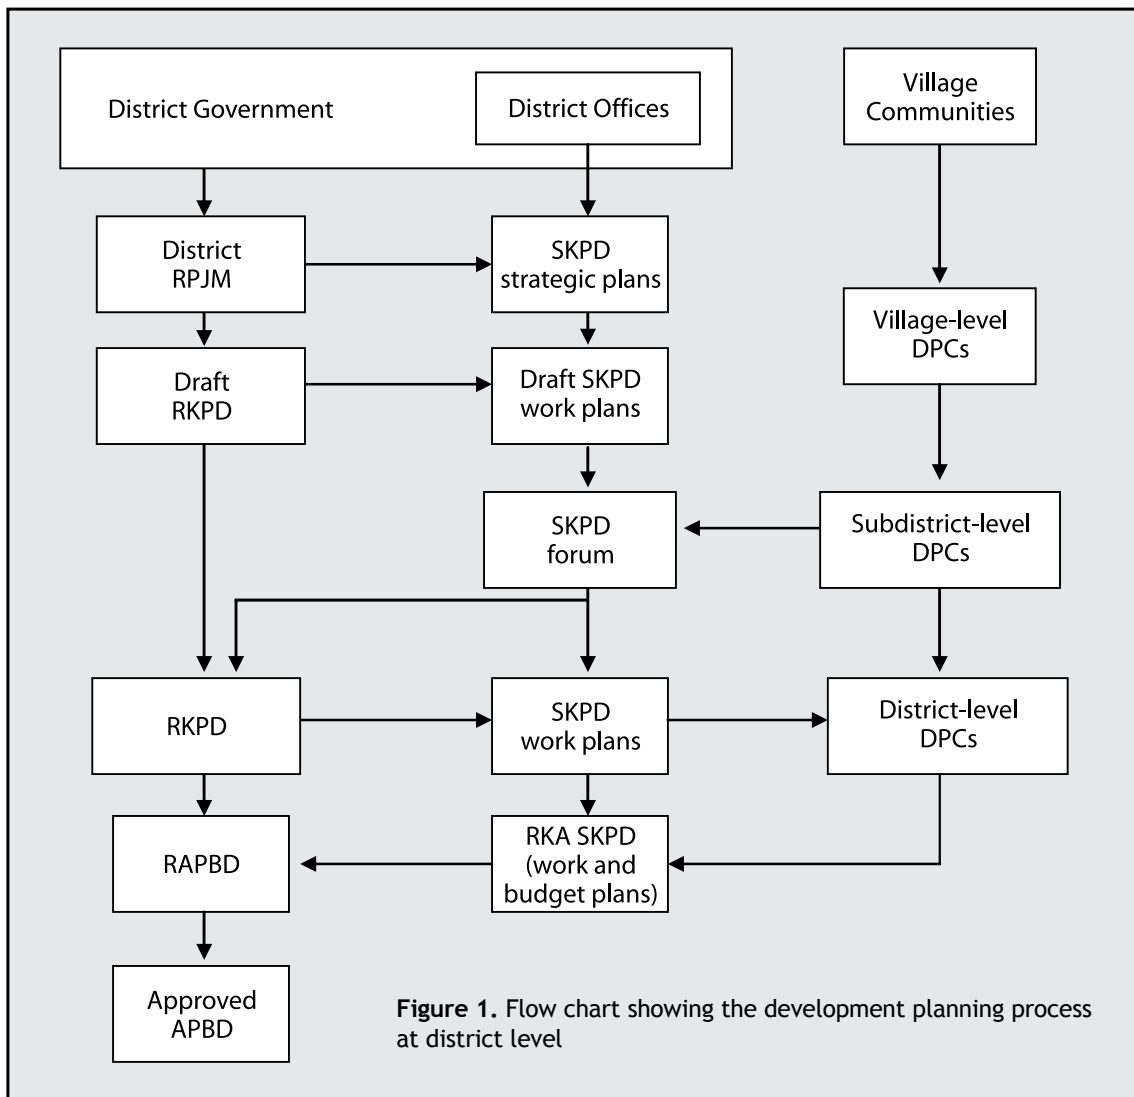 District Government
District Offices
Village
Communities
District
RPJM
SKPD
strategic plans
Village-level
DPCs
Draft
RKPD
Draft SKPD
work plans
SKPD
forum
Subdistrict-level
DPCs
RKPD
SKPD
work plans
District-level
DPCs
RAPBD
RKA SKPD
(work and
budget plans)
Approved
APBD
Figure 1. Flow chart showing the development planning process
at district level